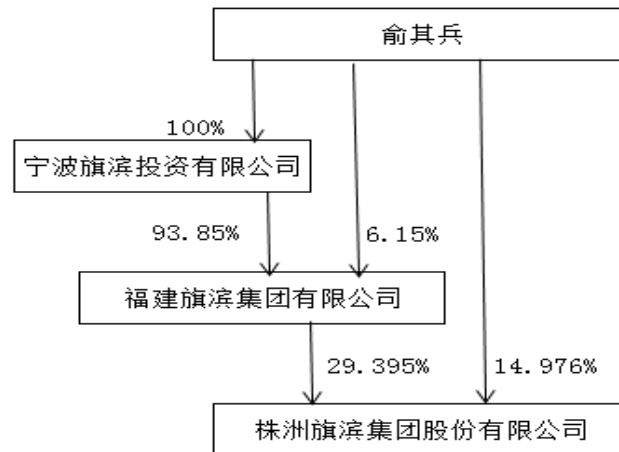 俞其兵
100%
宁波旗滨投资有限公司
93.85%
6.15%
福建旗滨集团有限公司
29.395%
14.976%
株洲旗滨集团股份有限公司